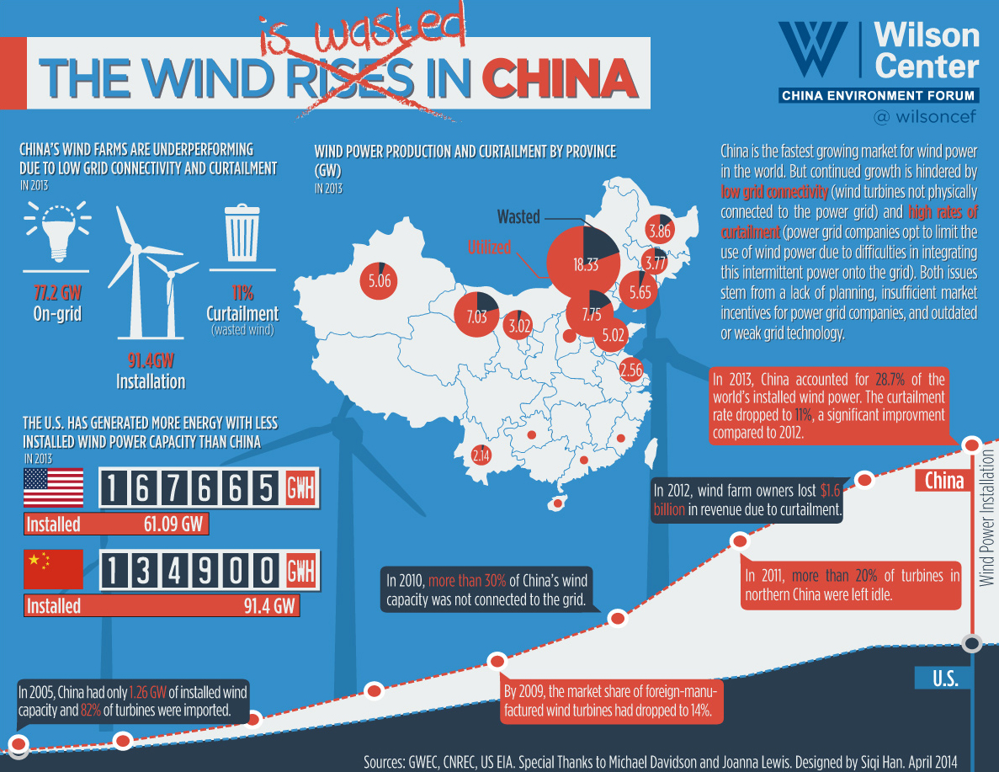 is wasted
THE WIND RISES IN CHINA
Wilson
Center
CHINA ENVIRONMENT FORUM
@ wilsoncef
CHINA'S WIND FARMS ARE UNDERPERFORMING
DUE TO LOW GRID CONNECTIVITY AND CURTAILMENT
IN 2013
77.2 GW
On-grid
91.4GW
Installation
11%
Curtailment
(wasted wind)
WIND POWER PRODUCTION AND CURTAILMENT BY PROVINCE
(GW)
IN 2013
Wasted
Utilized
3.86
18.33
3.77
5.06
5.65
7.03
3.02
7.75
5.02
2.56
2.14
China is the fastest growing market for wind power
in the world. But continued growth is hindered by
low grid connectivity (wind turbines not physically
connected to the power grid) and high rates of
curtailment (power grid companies opt to limit the
use of wind power due to difficulties in integrating
this intermittent power onto the grid). Both issues
stem from a lack of planning, insufficient market
incentives for power grid companies, and outdated
or weak grid technology.
THE U.S. HAS GENERATED MORE ENERGY WITH LESS
INSTALLED WIND POWER CAPACITY THAN CHINA
IN 2013
167665 GWH
Installed 61.09 GW
134900 GWH
Installed 91.4 GW
In 2013, China accounted for 28.7% of the
world's installed wind power. The curtailment
rate dropped to 11%, a significant improvment
compared to 2012.
China
Wind Power Installation
In 2012, wind farm owners lost $1.6
billion in revenue due to curtailment.
In 2011, more than 20% of turbines in
northern China were left idle.
In 2010, more than 30% of China's wind
capacity was not connected to the grid.
U.S.
By 2009, the market share of foreign-manu-
factured wind turbines had dropped to 14%.
In 2005, China had only 1.26 GW of installed wind
capacity and 82% of turbines were imported.
Sources: GWEC, CNREC, US EIA. Special Thanks to Michael Davidson and Joanna Lewis. Designed by Siqi Han. April 2014